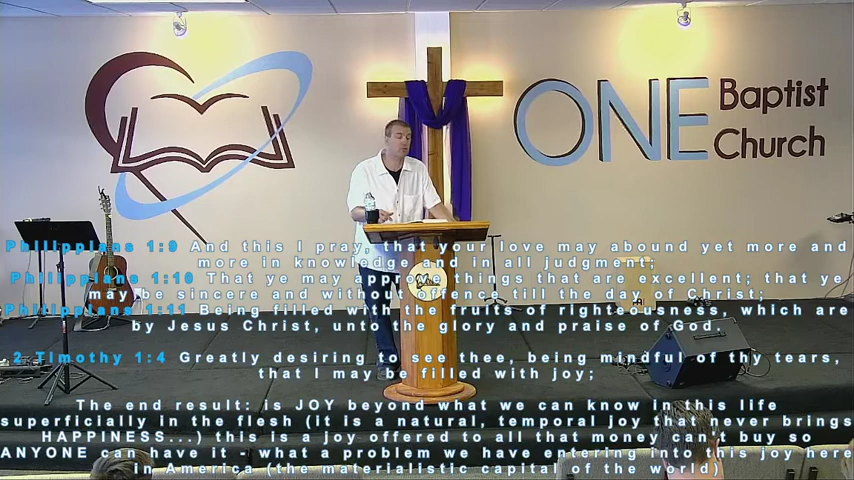 ONE Baptist
Church
Philippians 1:9 And this I pray, that your love may abound yet more and
more in knowledge and in all judgment;
Philippians 1:10 That ye may approve things that are excellent; that ye
may be sincere and without offence till the day of Christ;
Philippians 1:11 Being filled with the fruits of righteousness, which are
by Jesus Christ, unto the glory and praise of God.
2 Timothy 1:4 Greatly desiring to see thee, being mindful of thy tears,
that I may be filled with joy;
The end result: is JOY beyond what we can know in this life
superficially in the flesh (it is a natural, temporal joy that never brings
HAPPINESS...) this is a joy offered to all that money can't buy so
ANYONE can have it - what a problem we have entering into this joy here
in America (the materialistic capital of the world)